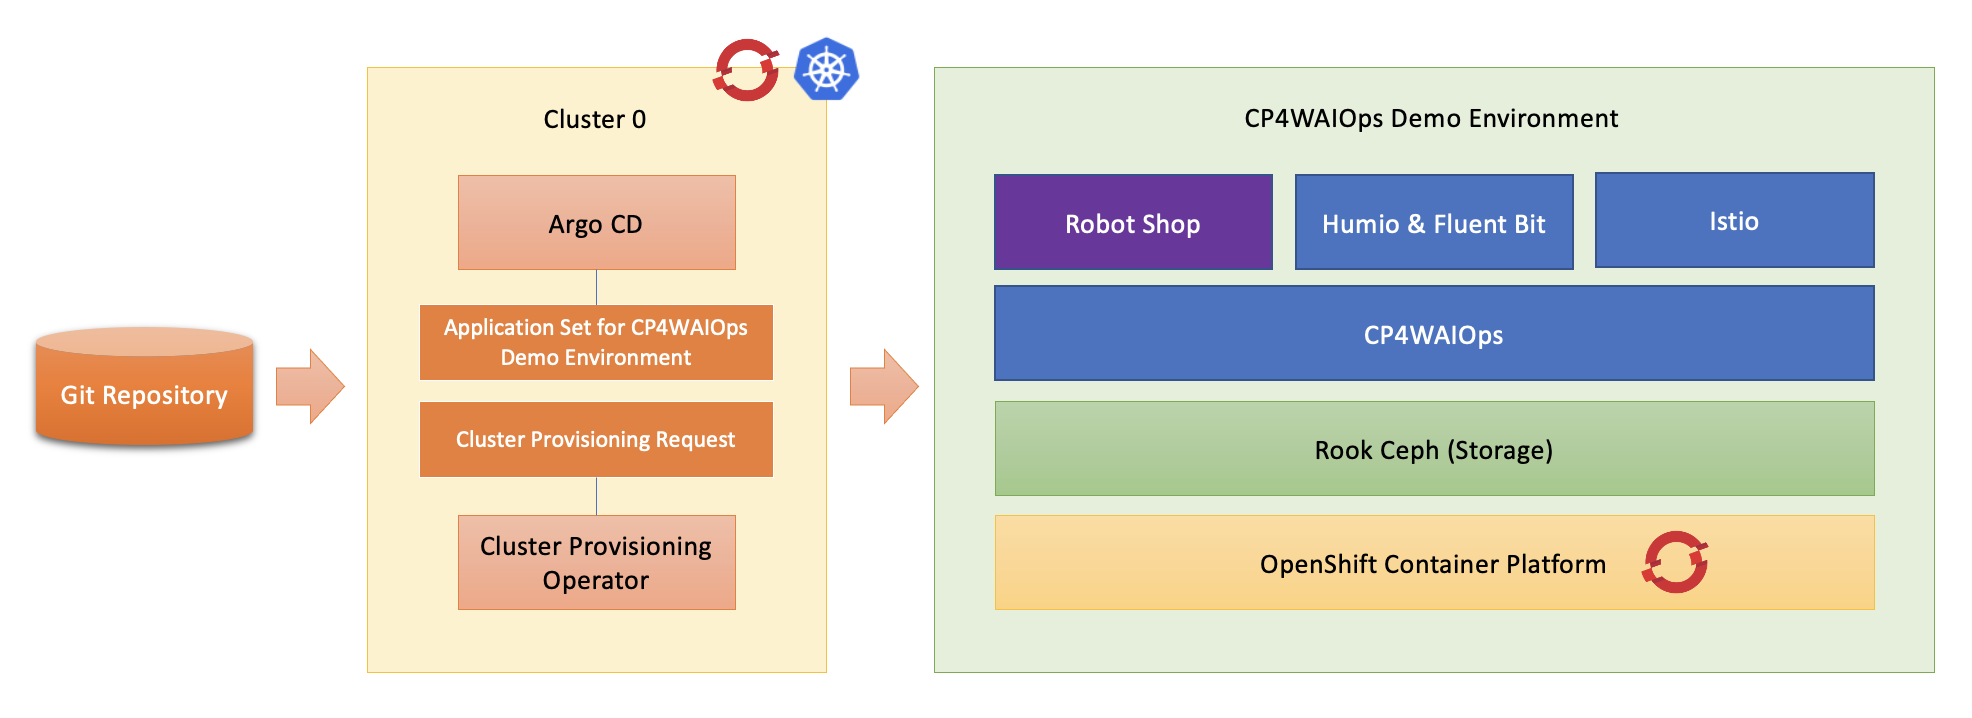 Git Repository
Cluster 0
Argo CD
Application Set for CP4WAIOps
Demo Environment
Cluster Provisioning Request
Cluster Provisioning
Operator
CP4WAIOps Demo Environment
Robot Shop
Humio & Fluent Bit
Istio
CP4WAIOps
Rook Ceph (Storage)
OpenShift Container Platform